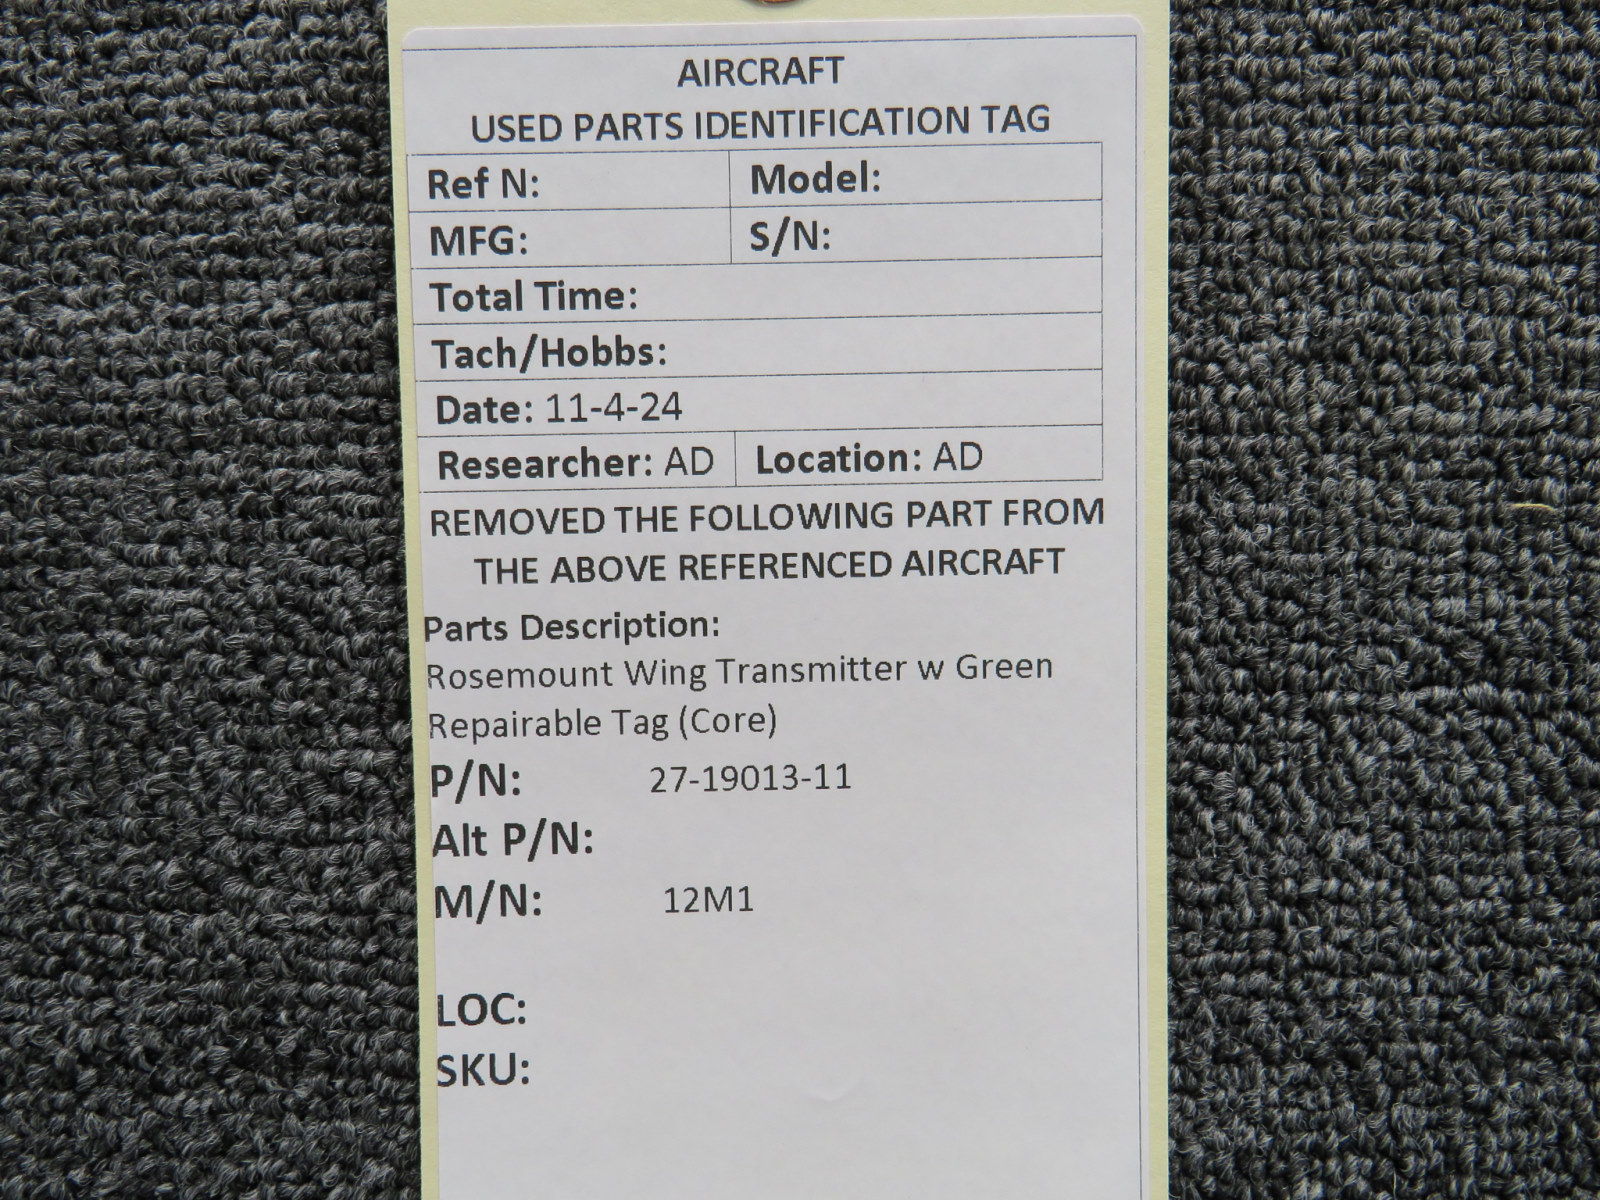 AIRCRAFT
USED PARTS IDENTIFICATION TAG
Ref N: Model:
MFG: S/N:
Total Time:
Tach/Hobbs:
Date: 11-4-24
Researcher: AD Location: AD
REMOVED THE FOLLOWING PART FROM
THE ABOVE REFERENCED AIRCRAFT
Parts Description:
Rosemount Wing Transmitter w Green
Repairable Tag (Core)
P/N: 27-19013-11
Alt P/N:
M/N: 12M1
LOC:
SKU: